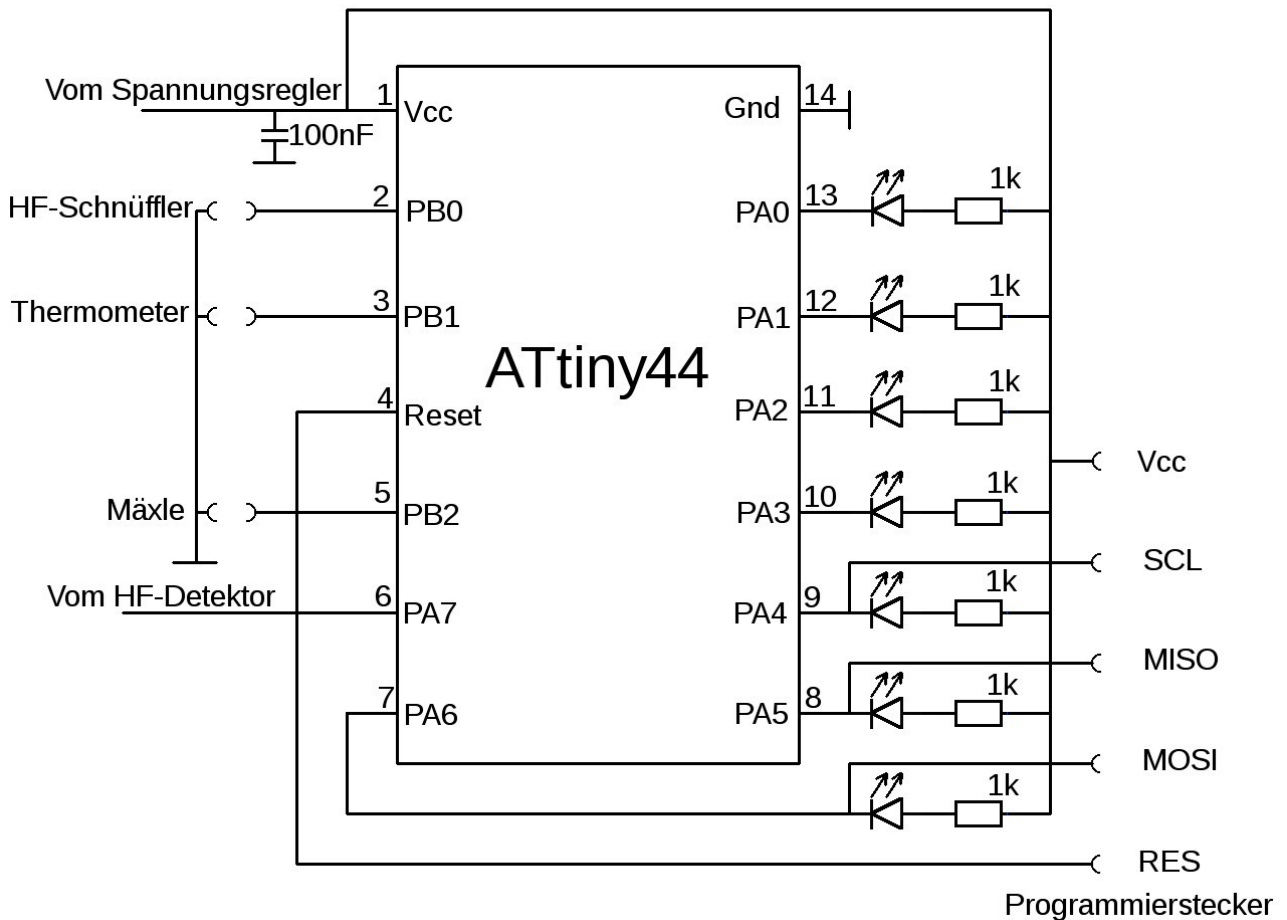 Vom Spannungsregler
100nF
HF-Schnüffler
Thermometer
Mäxle
Vom HF-Detektor
1
Vcc
2
PB0
3
PB1
4
Reset
5
PB2
6
PA7
7
PA6
ATtiny44
Gnd
14
PA0
13
1k
PA1
12
1k
PA2
11
1k
PA3
10
1k
PA4
9
1k
PA5
8
1k
1k
Vcc
SCL
MISO
MOSI
RES
Programmierstecker